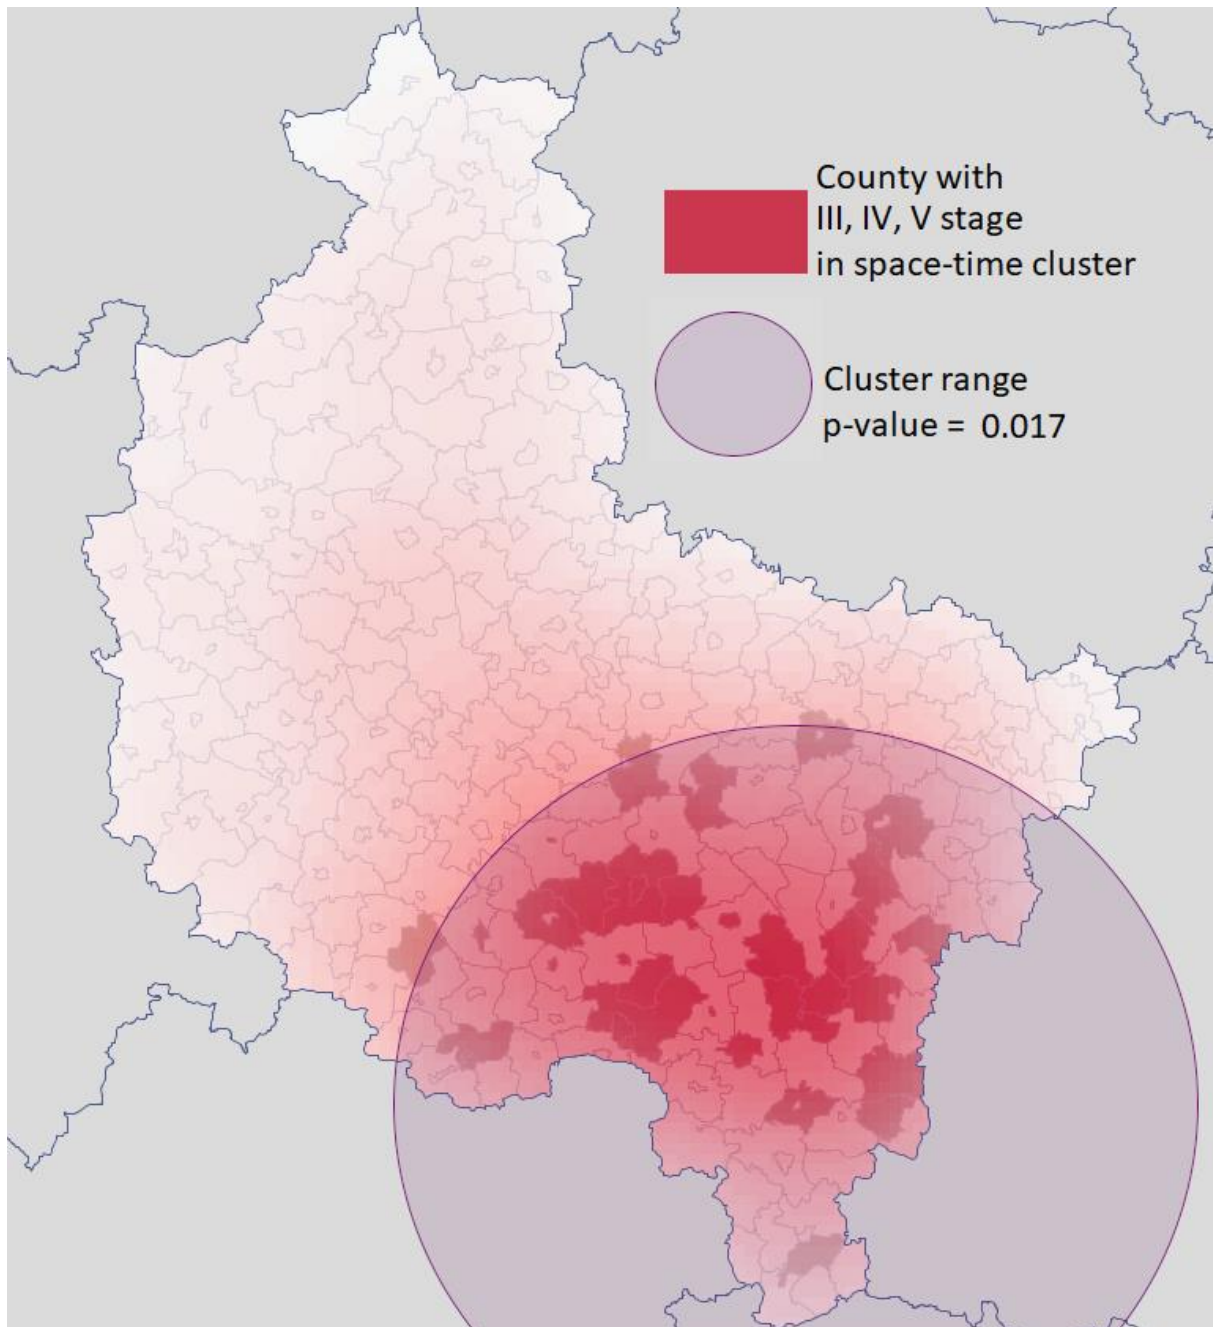 County with
III, IV, V stage
in space-time cluster
Cluster range
p-value = 0.017